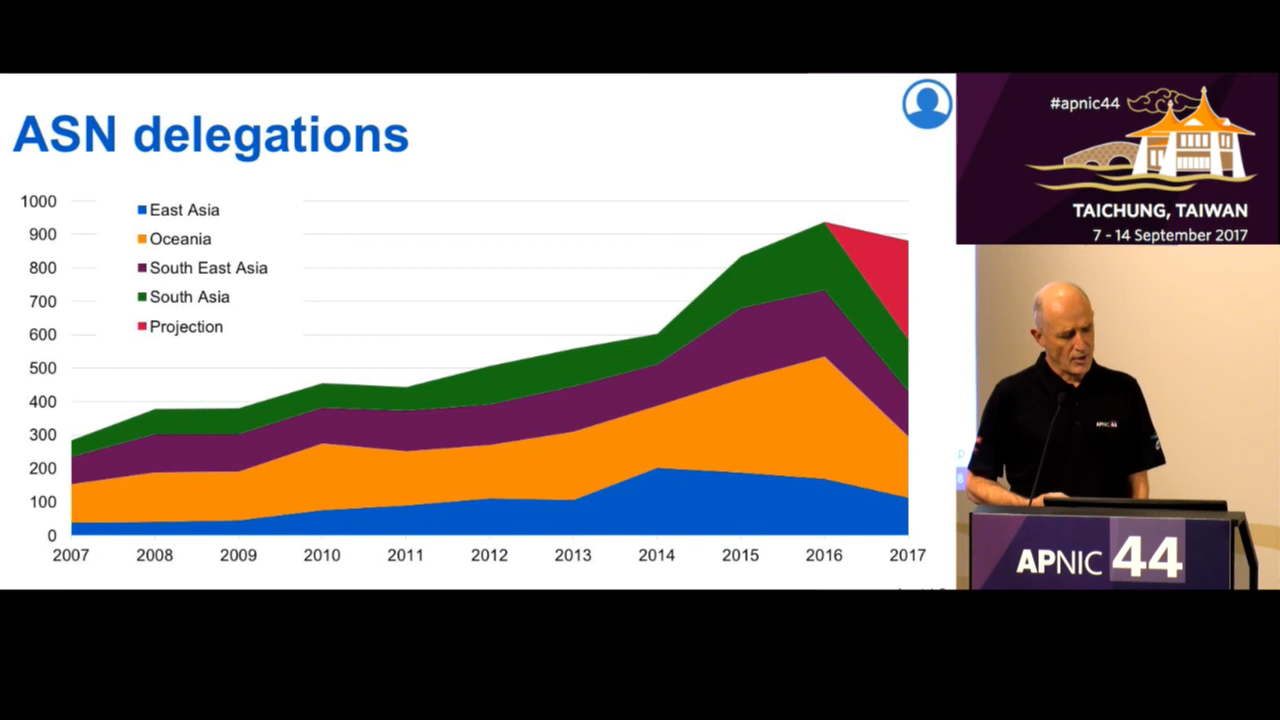 ASN delegations
1000
900
800
700
600
500
400
300
200
100
0
East Asia
Oceania
South East Asia
South Asia
Projection
2007 2008 2009 2010 2011 2012 2013 2014 2015 2016 2017
#apnic44
TAICHUNG, TAIWAN
7 - 14 September 2017
APNIC 44
APNIC 44